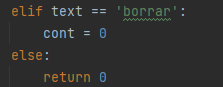 elif text == 'borrar':
    cont = 0
else:
    return 0